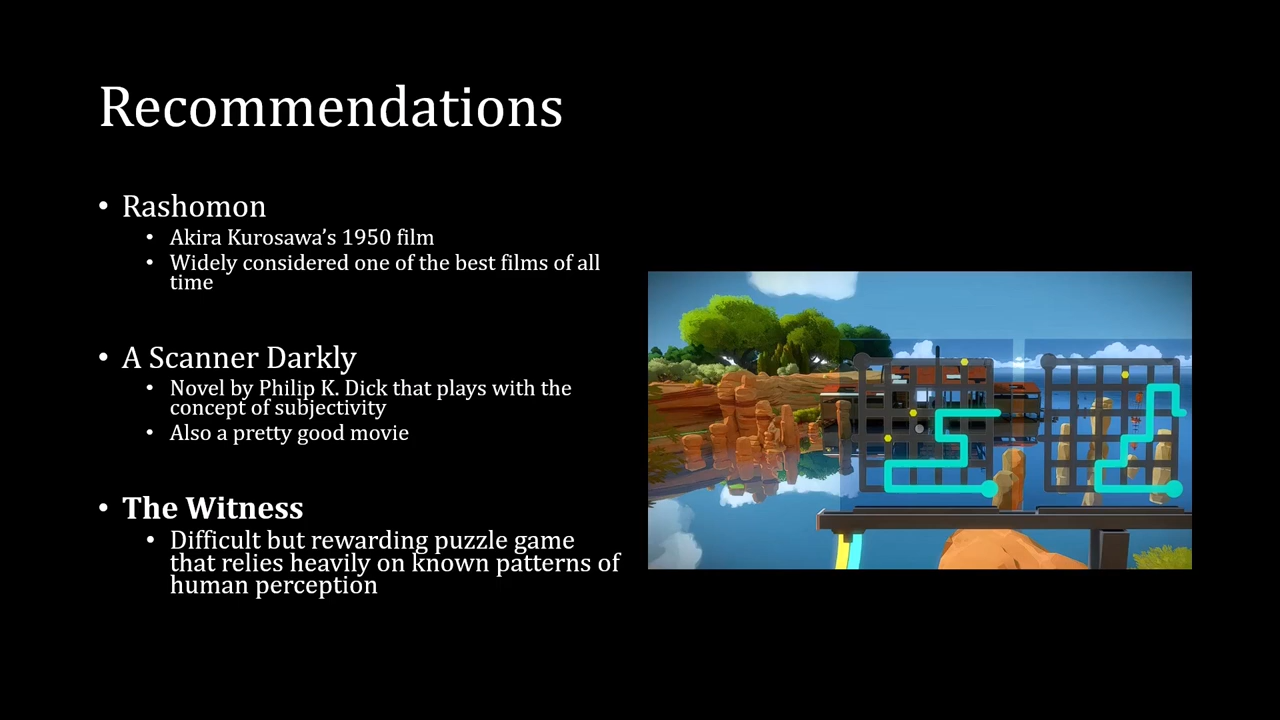 Recommendations
• Rashomon
• Akira Kurosawa’s 1950 film
• Widely considered one of the best films of all
time
• A Scanner Darkly
• Novel by Philip K. Dick that plays with the
concept of subjectivity
• Also a pretty good movie
• The Witness
• Difficult but rewarding puzzle game
that relies heavily on known patterns of
human perception